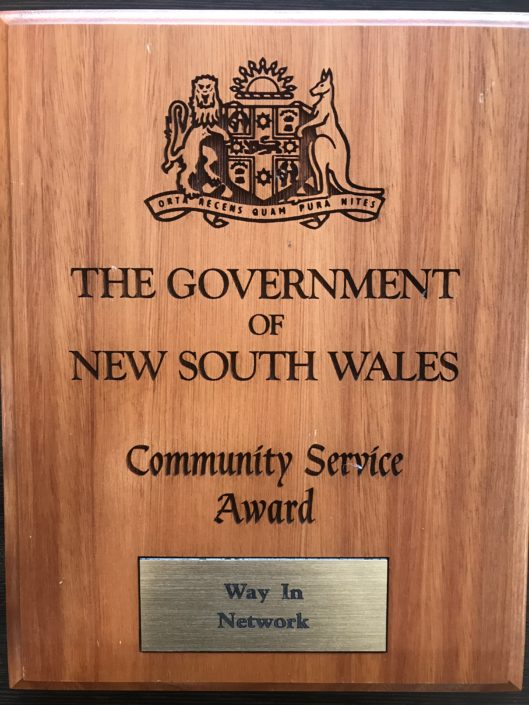 ORTA RECENS QUAM PURA NITES
THE GOVERNMENT
OF
NEW SOUTH WALES
Community Service
Award
Way In
Network